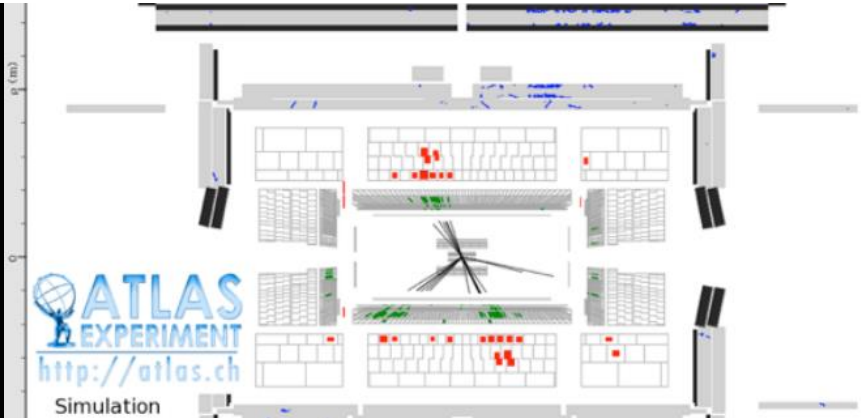 ρ (m)
0
ATLAS
EXPERIMENT
http://atlas.ch
Simulation